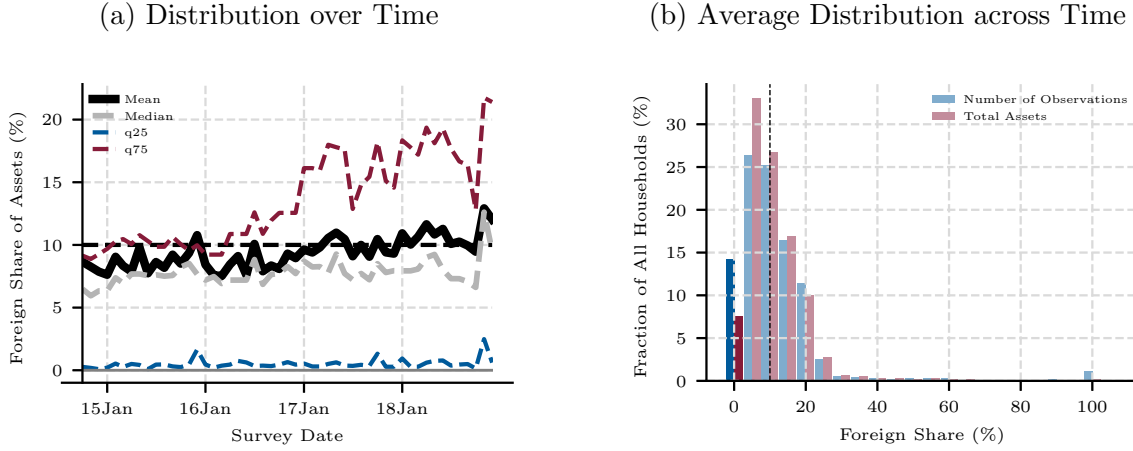 (a) Distribution over Time
Foreign Share of Assets (%)
20
15
10
5
0
Mean
Median
q25
q75
15Jan 16Jan 17Jan 18Jan
Survey Date
(b) Average Distribution across Time
Fraction of All Households (%)
30
25
20
15
10
5
0
Number of Observations
Total Assets
0 20 40 60 80 100
Foreign Share (%)